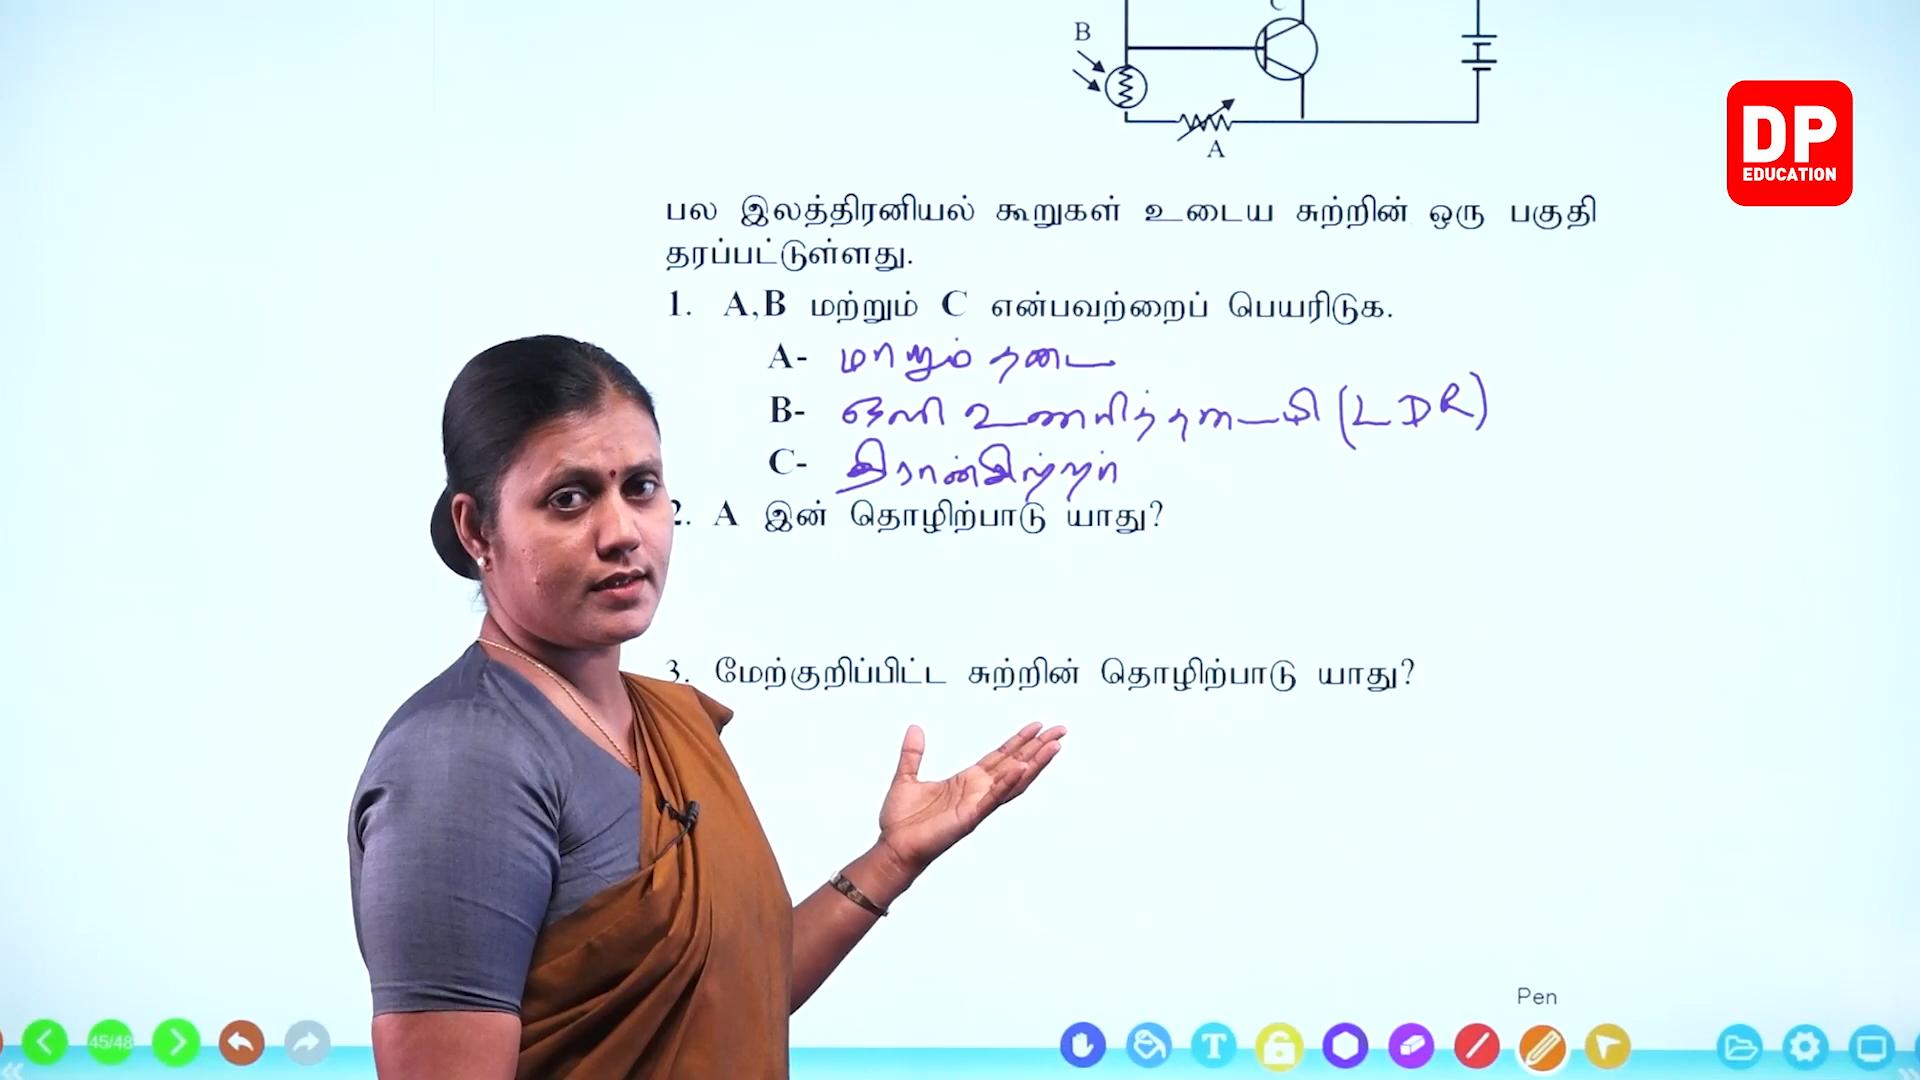 C
B
A
DP
EDUCATION
பல இலத்திரனியல் கூறுகள் உடைய சுற்றின் ஒரு பகுதி
தரப்பட்டுள்ளது.
1. A,B மற்றும் C என்பவற்றைப் பெயரிடுக.
A- மாறும் தடை
B- ஒளி உணரித்தடையி (LDR)
C- திரான்சிற்றர்
2. A இன் தொழிற்பாடு யாது?
3. மேற்குறிப்பிட்ட சுற்றின் தொழிற்பாடு யாது?
Pen
45/48
T